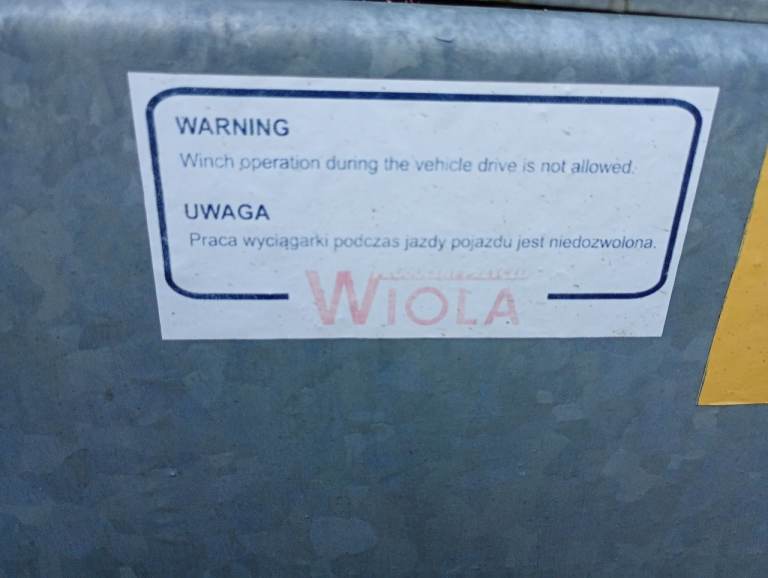 WARNING
Winch operation during the vehicle drive is not allowed.
UWAGA
Praca wyciągarki podczas jazdy pojazdu jest niedozwolona.
WIOLA